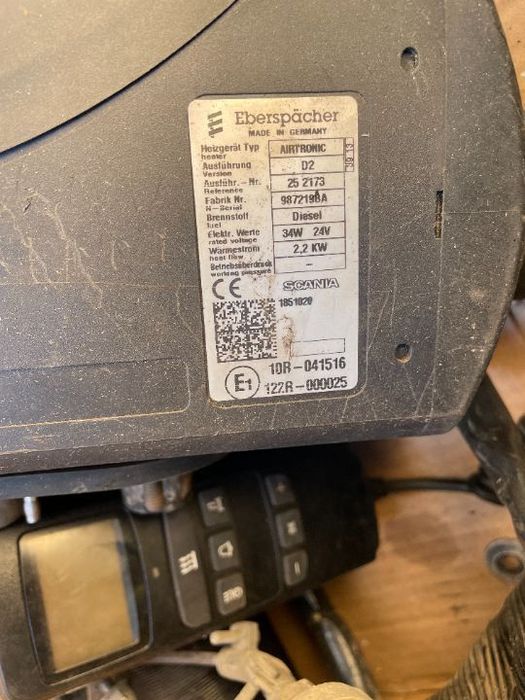 Eberspächer
MADE IN GERMANY
Heizgerät Typ AIRTRONIC
heater
Ausführung D2
Version
Ausführ.-Nr. 25 2173
Reference
Fabrik Nr.
N-Serial
Brennstoff Diesel
fuel
Elektr. Werte 34W 24V
rated voltage
Wärmestrom 2,2 KW
heat flow
Betriebsüberdruck –
working pressure
39 13
CE SCANIA
1851020
10R-041516
E1
122R-000025